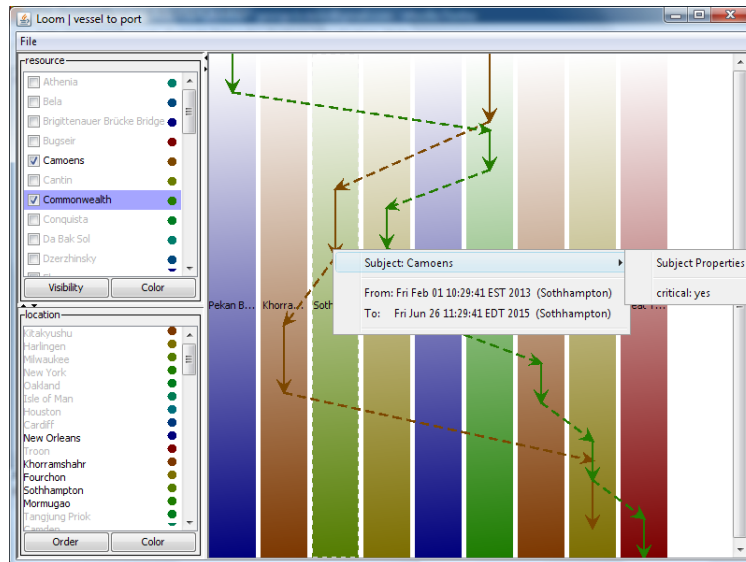 Loom | vessel to port
File
resource
Athenia
Bela
Brigittenauer Brücke Bridge
Bugseir
Camoens
Cantin
Commonwealth
Conquista
Da Bak Sol
Dzerzhinsky
Visibility Color
location
Kitakyushu
Harlingen
Milwaukee
New York
Oakland
Isle of Man
Houston
Cardiff
New Orleans
Troon
Khorramshahr
Fourchon
Sothhampton
Mormugao
Tangjung Priok
Camden
Order Color
Pekan B... Khorra... Soth
Subject: Camoens
From: Fri Feb 01 10:29:41 EST 2013 (Sothhampton)
To: Fri Jun 26 11:29:41 EDT 2015 (Sothhampton)
Subject Properties
critical: yes